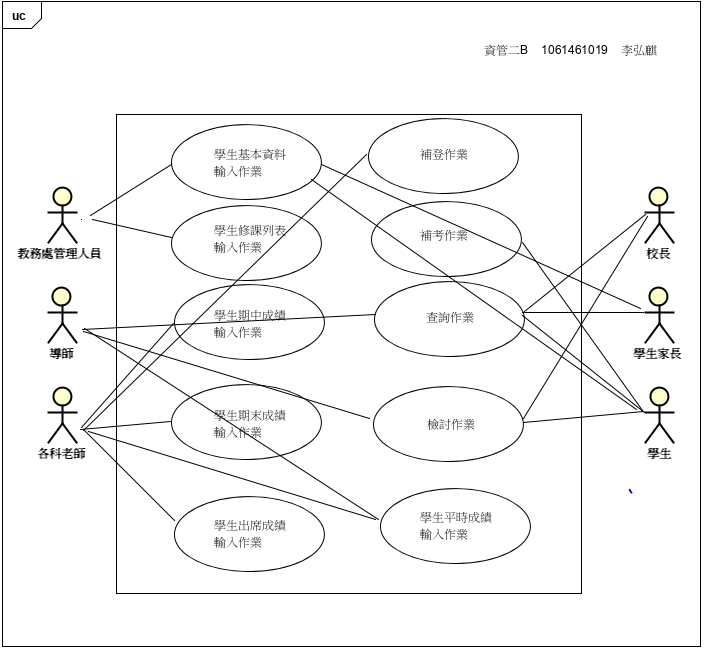 uc
資管二B 1061461019 李弘麒
學生基本資料
輸入作業
補登作業
教務處管理人員
學生修課列表
輸入作業
補考作業
校長
導師
學生期中成績
輸入作業
查詢作業
學生家長
各科老師
學生期末成績
輸入作業
檢討作業
學生
學生出席成績
輸入作業
學生平時成績
輸入作業